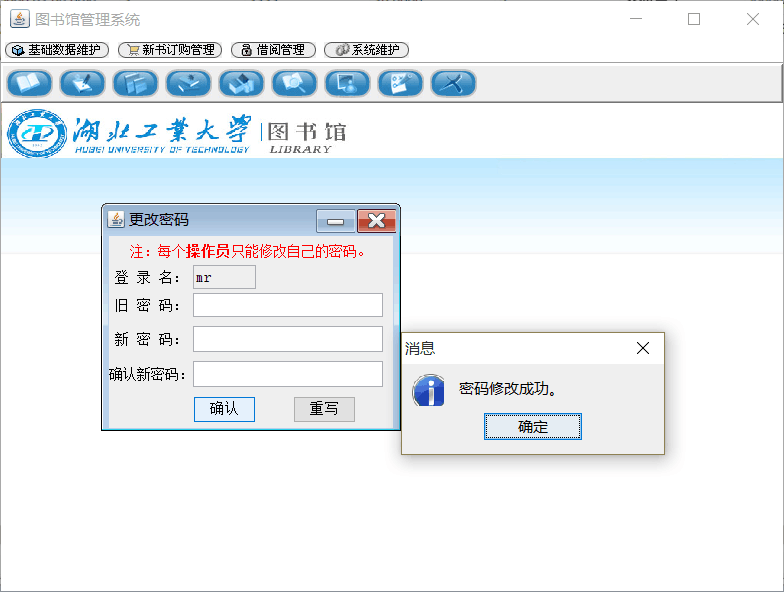 图书馆管理系统
基础数据维护 新书订购管理 借阅管理 系统维护
湖北工業大學 图书馆
HUBEI UNIVERSITY OF TECHNOLOGY LIBRARY
更改密码
注：每个操作员只能修改自己的密码。
登 录 名： mr
旧 密 码：
新 密 码：
确认新密码：
确认 重写
消息
密码修改成功。
确定